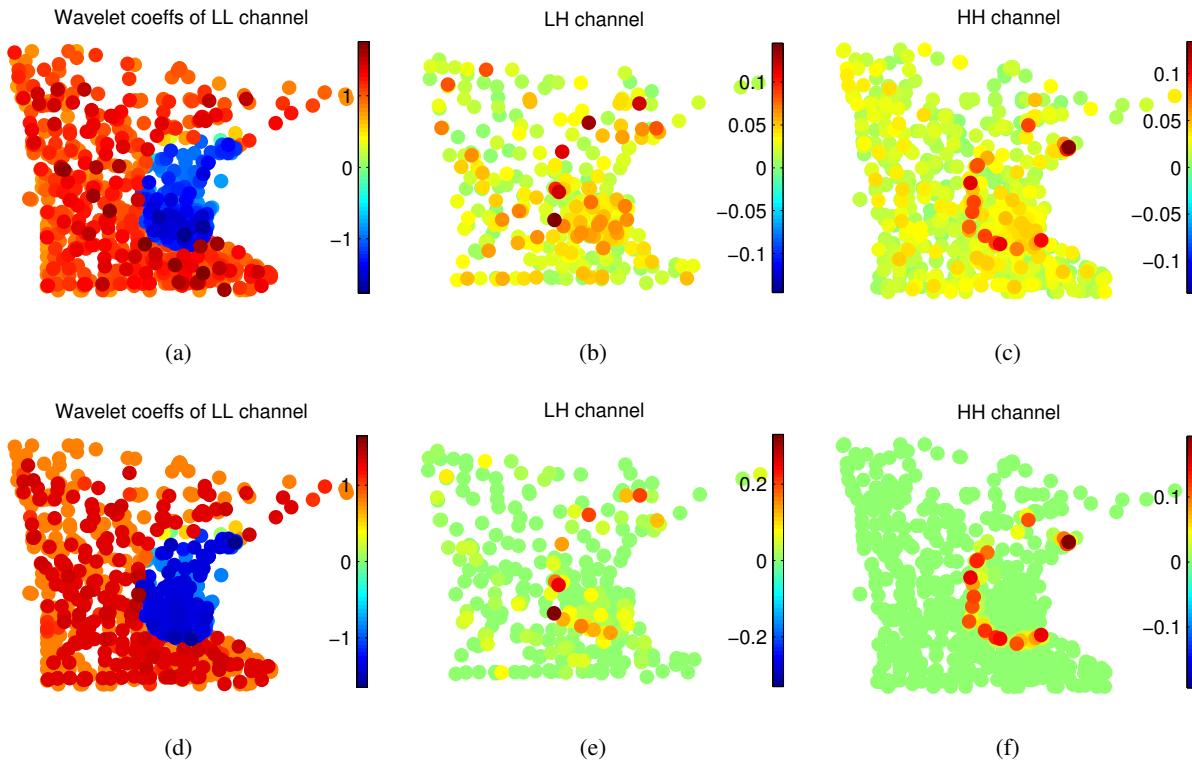 Wavelet coeffs of LL channel
LH channel
HH channel
1
0
−1
0.1
0.05
0
−0.05
−0.1
0.1
0.05
0
−0.05
−0.1
(a)
(b)
(c)
Wavelet coeffs of LL channel
LH channel
HH channel
1
0
−1
0.2
0
−0.2
0.1
0
−0.1
(d)
(e)
(f)